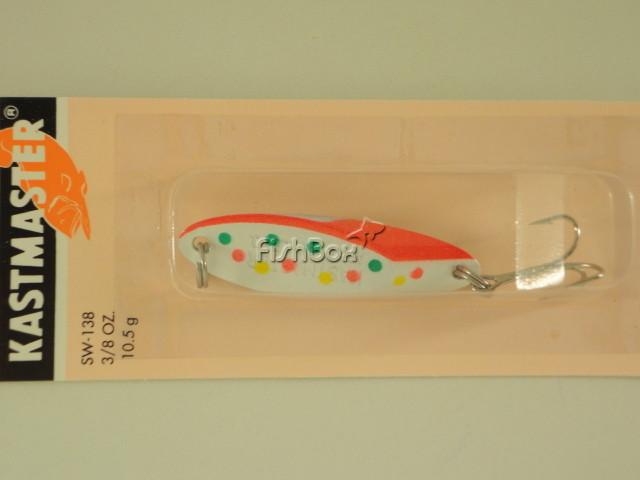 KASTMASTER®
SW-138
3/8 OZ.
10.5 g
FishBox